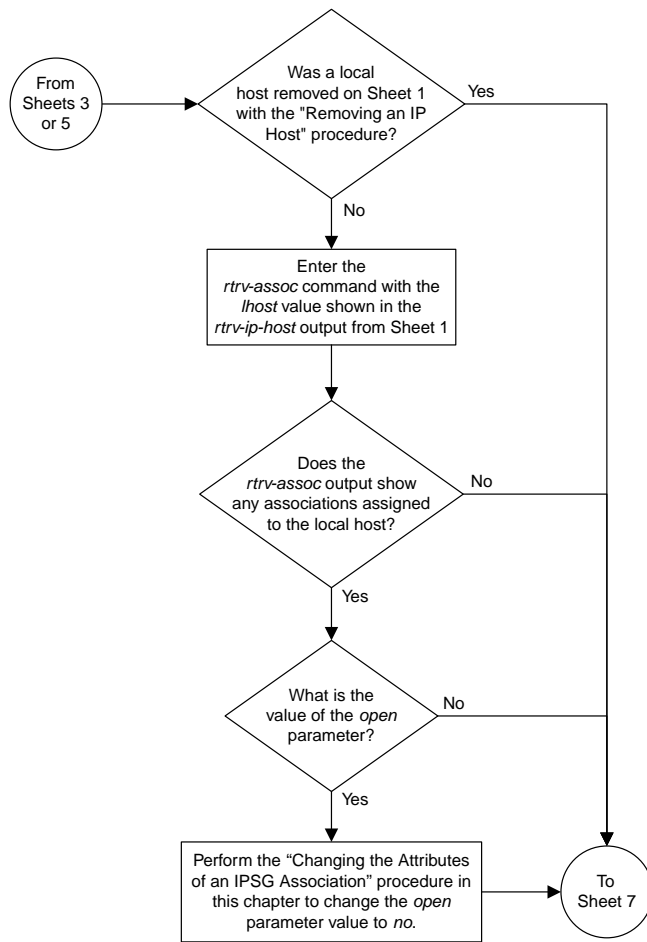 From
Sheets 3
or 5
Was a local
host removed on Sheet 1
with the "Removing an IP
Host" procedure?
Yes
No
Enter the
rtrv-assoc command with the
lhost value shown in the
rtrv-ip-host output from Sheet 1
Does the
rtrv-assoc output show
any associations assigned
to the local host?
No
Yes
What is the
value of the open
parameter?
No
Yes
Perform the “Changing the Attributes
of an IPSG Association” procedure in
this chapter to change the open
parameter value to no.
To
Sheet 7